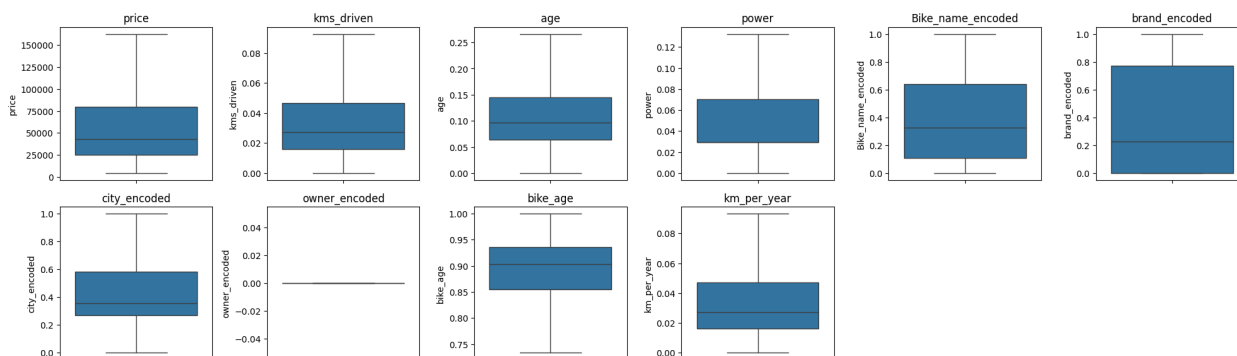 price
kms_driven
age
power
Bike_name_encoded
brand_encoded
price
150000
125000
100000
75000
50000
25000
0
kms_driven
0.08
0.06
0.04
0.02
0.00
age
0.25
0.20
0.15
0.10
0.05
0.00
power
0.12
0.10
0.08
0.06
0.04
0.02
0.00
Bike_name_encoded
1.0
0.8
0.6
0.4
0.2
0.0
brand_encoded
1.0
0.8
0.6
0.4
0.2
0.0
city_encoded
owner_encoded
bike_age
km_per_year
city_encoded
1.0
0.8
0.6
0.4
0.2
0.0
owner_encoded
0.04
0.02
0.00
−0.02
−0.04
bike_age
1.00
0.95
0.90
0.85
0.80
0.75
km_per_year
0.08
0.06
0.04
0.02
0.00